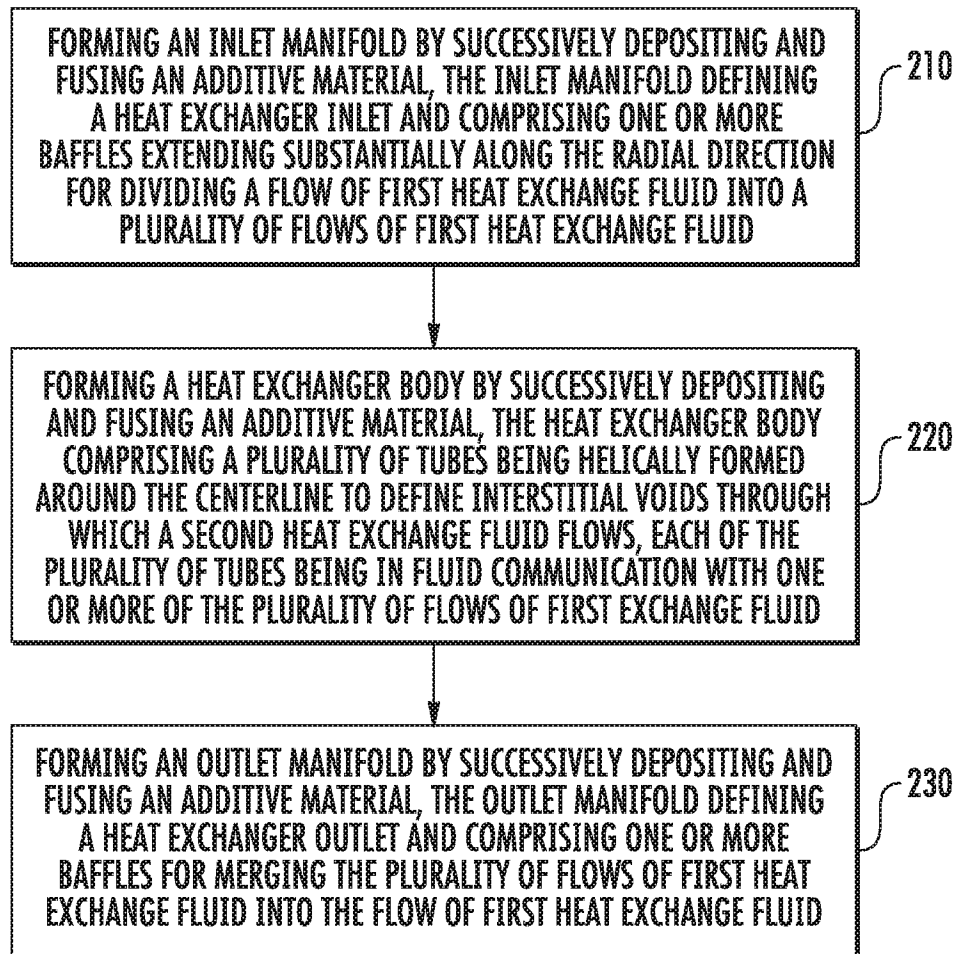 FORMING AN INLET MANIFOLD BY SUCCESSIVELY DEPOSITING AND
FUSING AN ADDITIVE MATERIAL, THE INLET MANIFOLD DEFINING
A HEAT EXCHANGER INLET AND COMPRISING ONE OR MORE
BAFFLES EXTENDING SUBSTANTIALLY ALONG THE RADIAL DIRECTION
FOR DIVIDING A FLOW OF FIRST HEAT EXCHANGE FLUID INTO A
PLURALITY OF FLOWS OF FIRST HEAT EXCHANGE FLUID
210
FORMING A HEAT EXCHANGER BODY BY SUCCESSIVELY DEPOSITING
AND FUSING AN ADDITIVE MATERIAL, THE HEAT EXCHANGER BODY
COMPRISING A PLURALITY OF TUBES BEING HELICALLY FORMED
AROUND THE CENTERLINE TO DEFINE INTERSTITIAL VOIDS THROUGH
WHICH A SECOND HEAT EXCHANGE FLUID FLOWS, EACH OF THE
PLURALITY OF TUBES BEING IN FLUID COMMUNICATION WITH ONE
OR MORE OF THE PLURALITY OF FLOWS OF FIRST EXCHANGE FLUID
220
FORMING AN OUTLET MANIFOLD BY SUCCESSIVELY DEPOSITING AND
FUSING AN ADDITIVE MATERIAL, THE OUTLET MANIFOLD DEFINING
A HEAT EXCHANGER OUTLET AND COMPRISING ONE OR MORE
BAFFLES FOR MERGING THE PLURALITY OF FLOWS OF FIRST HEAT
EXCHANGE FLUID INTO THE FLOW OF FIRST HEAT EXCHANGE FLUID
230